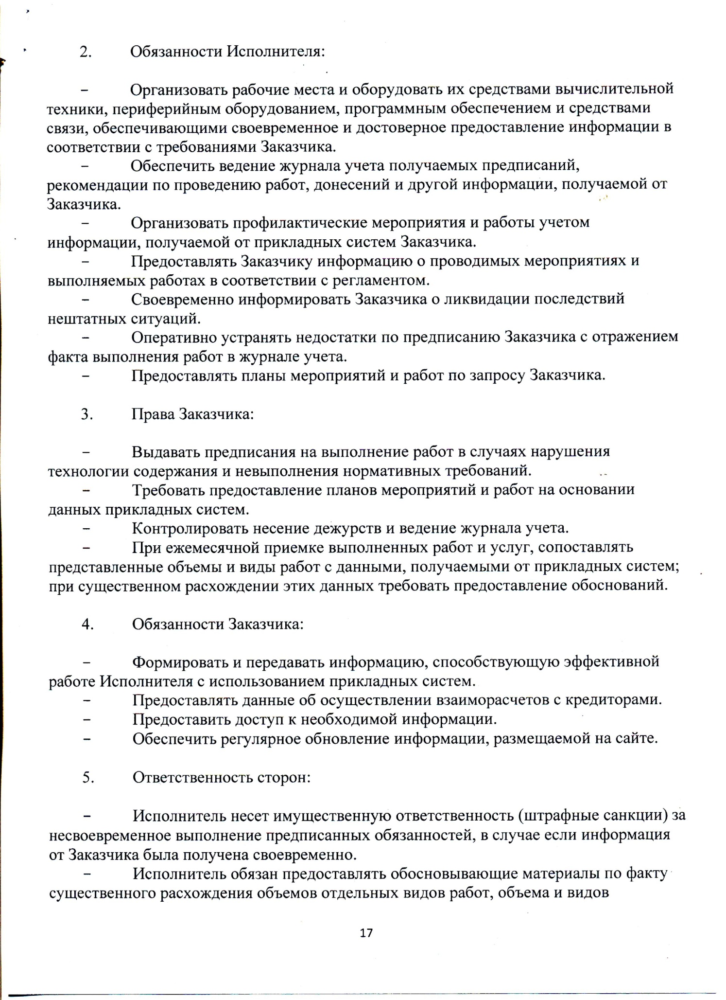 2. Обязанности Исполнителя:
– Организовать рабочие места и оборудовать их средствами вычислительной
техники, периферийным оборудованием, программным обеспечением и средствами
связи, обеспечивающими своевременное и достоверное предоставление информации в
соответствии с требованиями Заказчика.
– Обеспечить ведение журнала учета получаемых предписаний,
рекомендации по проведению работ, донесений и другой информации, получаемой от
Заказчика.
– Организовать профилактические мероприятия и работы учетом
информации, получаемой от прикладных систем Заказчика.
– Предоставлять Заказчику информацию о проводимых мероприятиях и
выполняемых работах в соответствии с регламентом.
– Своевременно информировать Заказчика о ликвидации последствий
нештатных ситуаций.
– Оперативно устранять недостатки по предписанию Заказчика с отражением
факта выполнения работ в журнале учета.
– Предоставлять планы мероприятий и работ по запросу Заказчика.
3. Права Заказчика:
– Выдавать предписания на выполнение работ в случаях нарушения
технологии содержания и невыполнения нормативных требований.
– Требовать предоставление планов мероприятий и работ на основании
данных прикладных систем.
– Контролировать несение дежурств и ведение журнала учета.
– При ежемесячной приемке выполненных работ и услуг, сопоставлять
представленные объемы и виды работ с данными, получаемыми от прикладных систем;
при существенном расхождении этих данных требовать предоставление обоснований.
4. Обязанности Заказчика:
– Формировать и передавать информацию, способствующую эффективной
работе Исполнителя с использованием прикладных систем.
– Предоставлять данные об осуществлении взаиморасчетов с кредиторами.
– Предоставить доступ к необходимой информации.
– Обеспечить регулярное обновление информации, размещаемой на сайте.
5. Ответственность сторон:
– Исполнитель несет имущественную ответственность (штрафные санкции) за
несвоевременное выполнение предписанных обязанностей, в случае если информация
от Заказчика была получена своевременно.
– Исполнитель обязан предоставлять обосновывающие материалы по факту
существенного расхождения объемов отдельных видов работ, объема и видов
17